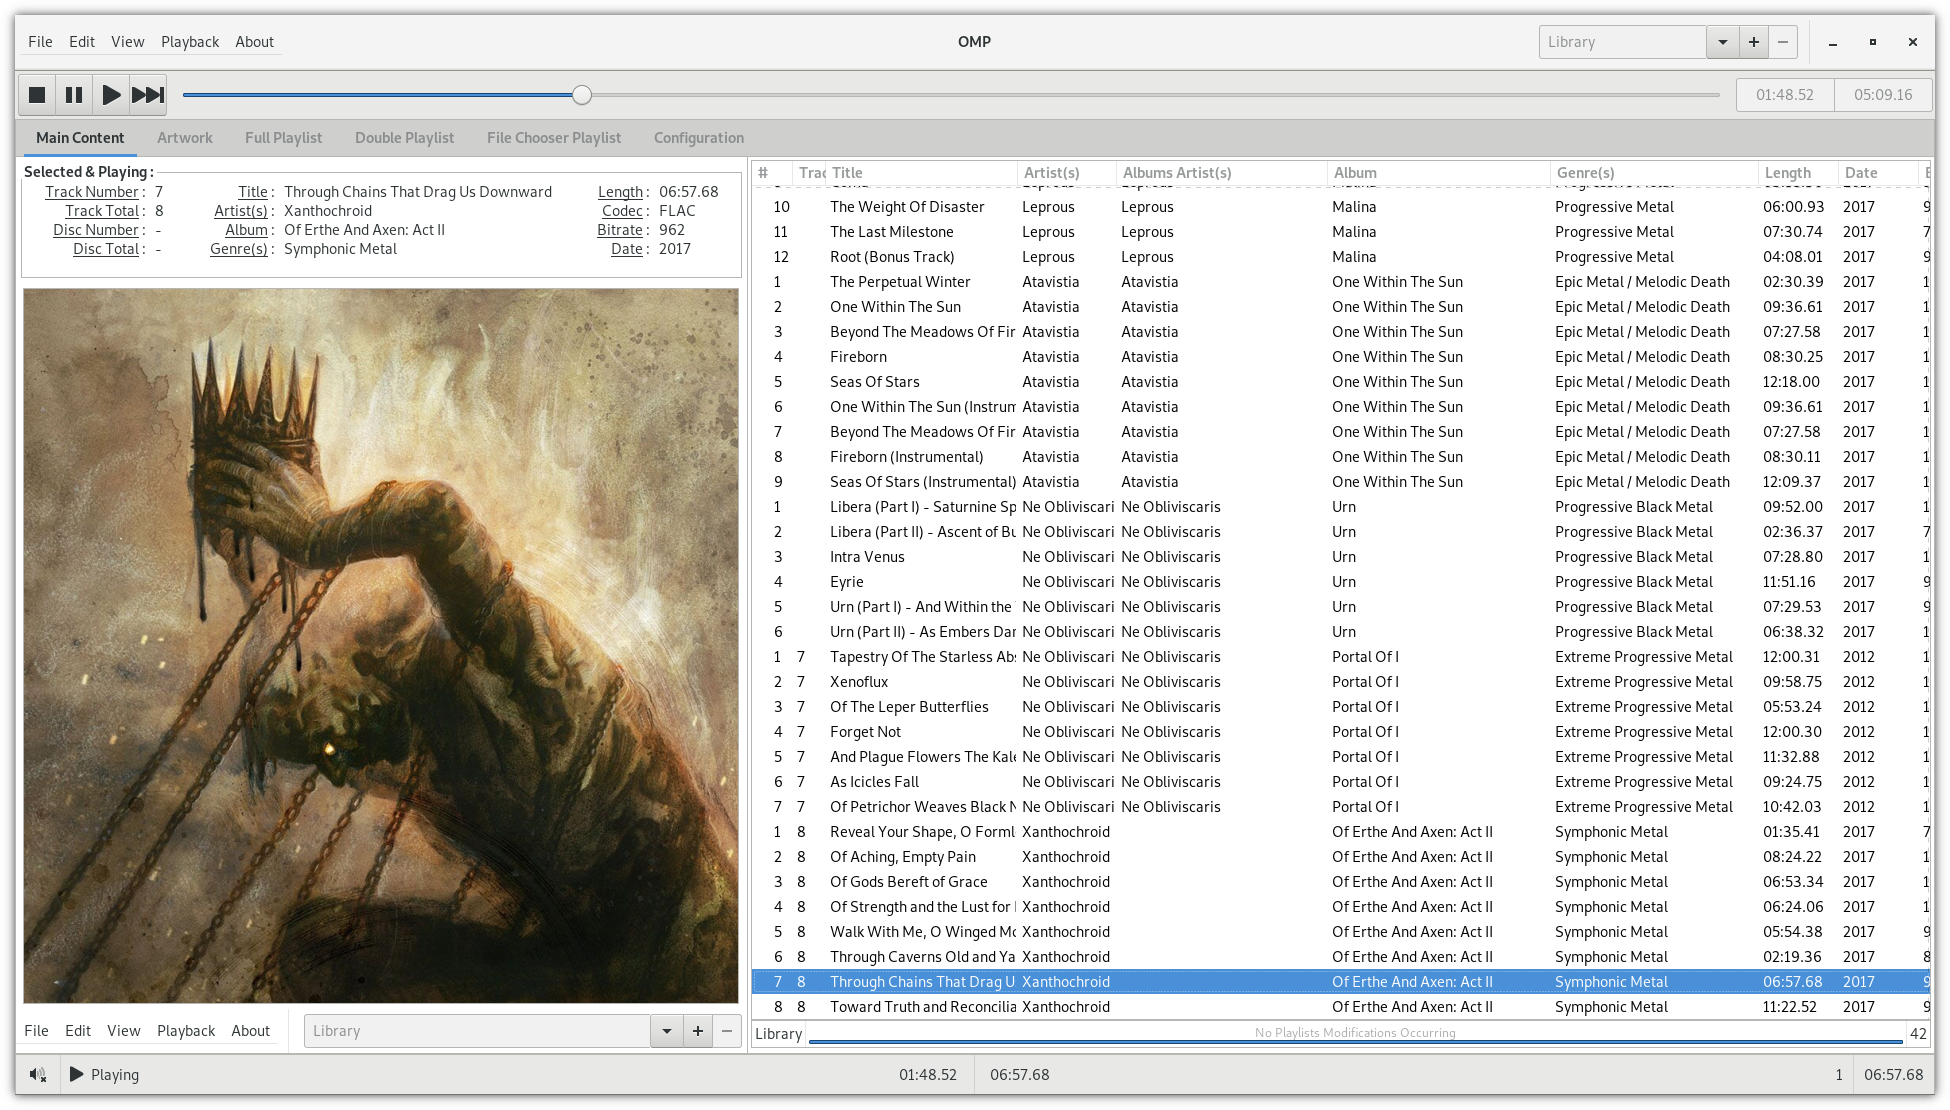 File Edit View Playback About OMP Library
01:48.52 05:09.16
Main Content Artwork Full Playlist Double Playlist File Chooser Playlist Configuration
Selected & Playing :
Track Number : 7 Title : Through Chains That Drag Us Downward Length : 06:57.68
Track Total : 8 Artist(s) : Xanthochroid Codec : FLAC
Disc Number : - Album : Of Erthe And Axen: Act II Bitrate : 962
Disc Total : - Genre(s) : Symphonic Metal Date : 2017
# Trac Title Artist(s) Albums Artist(s) Album Genre(s) Length Date
10 The Weight Of Disaster Leprous Leprous Malina Progressive Metal 06:00.93 2017 9
11 The Last Milestone Leprous Leprous Malina Progressive Metal 07:30.74 2017 7
12 Root (Bonus Track) Leprous Leprous Malina Progressive Metal 04:08.01 2017 9
1 The Perpetual Winter Atavistia Atavistia One Within The Sun Epic Metal / Melodic Death 02:30.39 2017 1
2 One Within The Sun Atavistia Atavistia One Within The Sun Epic Metal / Melodic Death 09:36.61 2017 1
3 Beyond The Meadows Of Fir Atavistia Atavistia One Within The Sun Epic Metal / Melodic Death 07:27.58 2017 1
4 Fireborn Atavistia Atavistia One Within The Sun Epic Metal / Melodic Death 08:30.25 2017 1
5 Seas Of Stars Atavistia Atavistia One Within The Sun Epic Metal / Melodic Death 12:18.00 2017 1
6 One Within The Sun (Instrum Atavistia Atavistia One Within The Sun Epic Metal / Melodic Death 09:36.61 2017 1
7 Beyond The Meadows Of Fir Atavistia Atavistia One Within The Sun Epic Metal / Melodic Death 07:27.58 2017 1
8 Fireborn (Instrumental) Atavistia Atavistia One Within The Sun Epic Metal / Melodic Death 08:30.11 2017 1
9 Seas Of Stars (Instrumental) Atavistia Atavistia One Within The Sun Epic Metal / Melodic Death 12:09.37 2017 1
1 Libera (Part I) - Saturnine Sp Ne Obliviscari Ne Obliviscaris Urn Progressive Black Metal 09:52.00 2017 1
2 Libera (Part II) - Ascent of Bu Ne Obliviscari Ne Obliviscaris Urn Progressive Black Metal 02:36.37 2017 7
3 Intra Venus Ne Obliviscari Ne Obliviscaris Urn Progressive Black Metal 07:28.80 2017 1
4 Eyrie Ne Obliviscari Ne Obliviscaris Urn Progressive Black Metal 11:51.16 2017 9
5 Urn (Part I) - And Within the Ne Obliviscari Ne Obliviscaris Urn Progressive Black Metal 07:29.53 2017 9
6 Urn (Part II) - As Embers Dar Ne Obliviscari Ne Obliviscaris Urn Progressive Black Metal 06:38.32 2017 1
1 7 Tapestry Of The Starless Abs Ne Obliviscari Ne Obliviscaris Portal Of I Extreme Progressive Metal 12:00.31 2012 1
2 7 Xenoflux Ne Obliviscari Ne Obliviscaris Portal Of I Extreme Progressive Metal 09:58.75 2012 1
3 7 Of The Leper Butterflies Ne Obliviscari Ne Obliviscaris Portal Of I Extreme Progressive Metal 05:53.24 2012 1
4 7 Forget Not Ne Obliviscari Ne Obliviscaris Portal Of I Extreme Progressive Metal 12:00.30 2012 1
5 7 And Plague Flowers The Kale Ne Obliviscari Ne Obliviscaris Portal Of I Extreme Progressive Metal 11:32.88 2012 1
6 7 As Icicles Fall Ne Obliviscari Ne Obliviscaris Portal Of I Extreme Progressive Metal 09:24.75 2012 1
7 7 Of Petrichor Weaves Black N Ne Obliviscari Ne Obliviscaris Portal Of I Extreme Progressive Metal 10:42.03 2012 1
1 8 Reveal Your Shape, O Forml Xanthochroid Of Erthe And Axen: Act II Symphonic Metal 01:35.41 2017 7
2 8 Of Aching, Empty Pain Xanthochroid Of Erthe And Axen: Act II Symphonic Metal 08:24.22 2017 1
3 8 Of Gods Bereft of Grace Xanthochroid Of Erthe And Axen: Act II Symphonic Metal 06:53.34 2017 1
4 8 Of Strength and the Lust for Xanthochroid Of Erthe And Axen: Act II Symphonic Metal 06:24.06 2017 1
5 8 Walk With Me, O Winged Mo Xanthochroid Of Erthe And Axen: Act II Symphonic Metal 05:54.38 2017 9
6 8 Through Caverns Old and Ya Xanthochroid Of Erthe And Axen: Act II Symphonic Metal 02:19.36 2017 8
7 8 Through Chains That Drag U Xanthochroid Of Erthe And Axen: Act II Symphonic Metal 06:57.68 2017 9
8 8 Toward Truth and Reconcilia Xanthochroid Of Erthe And Axen: Act II Symphonic Metal 11:22.52 2017 9
File Edit View Playback About Library
Library No Playlists Modifications Occurring 42
Playing 01:48.52 06:57.68 1 06:57.68